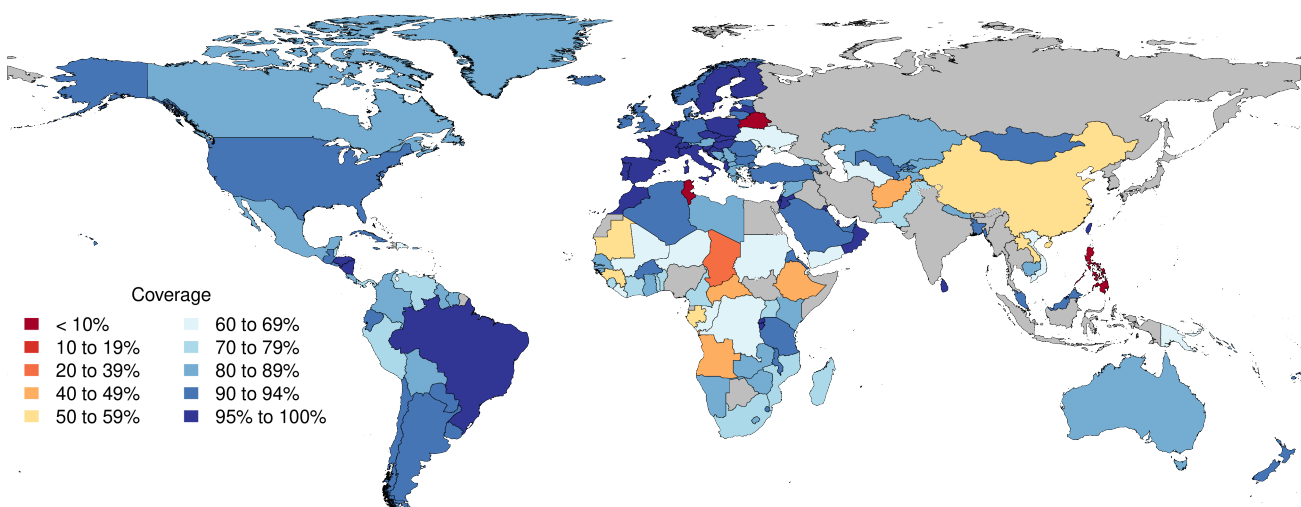 Coverage
< 10%
10 to 19%
20 to 39%
40 to 49%
50 to 59%
60 to 69%
70 to 79%
80 to 89%
90 to 94%
95% to 100%